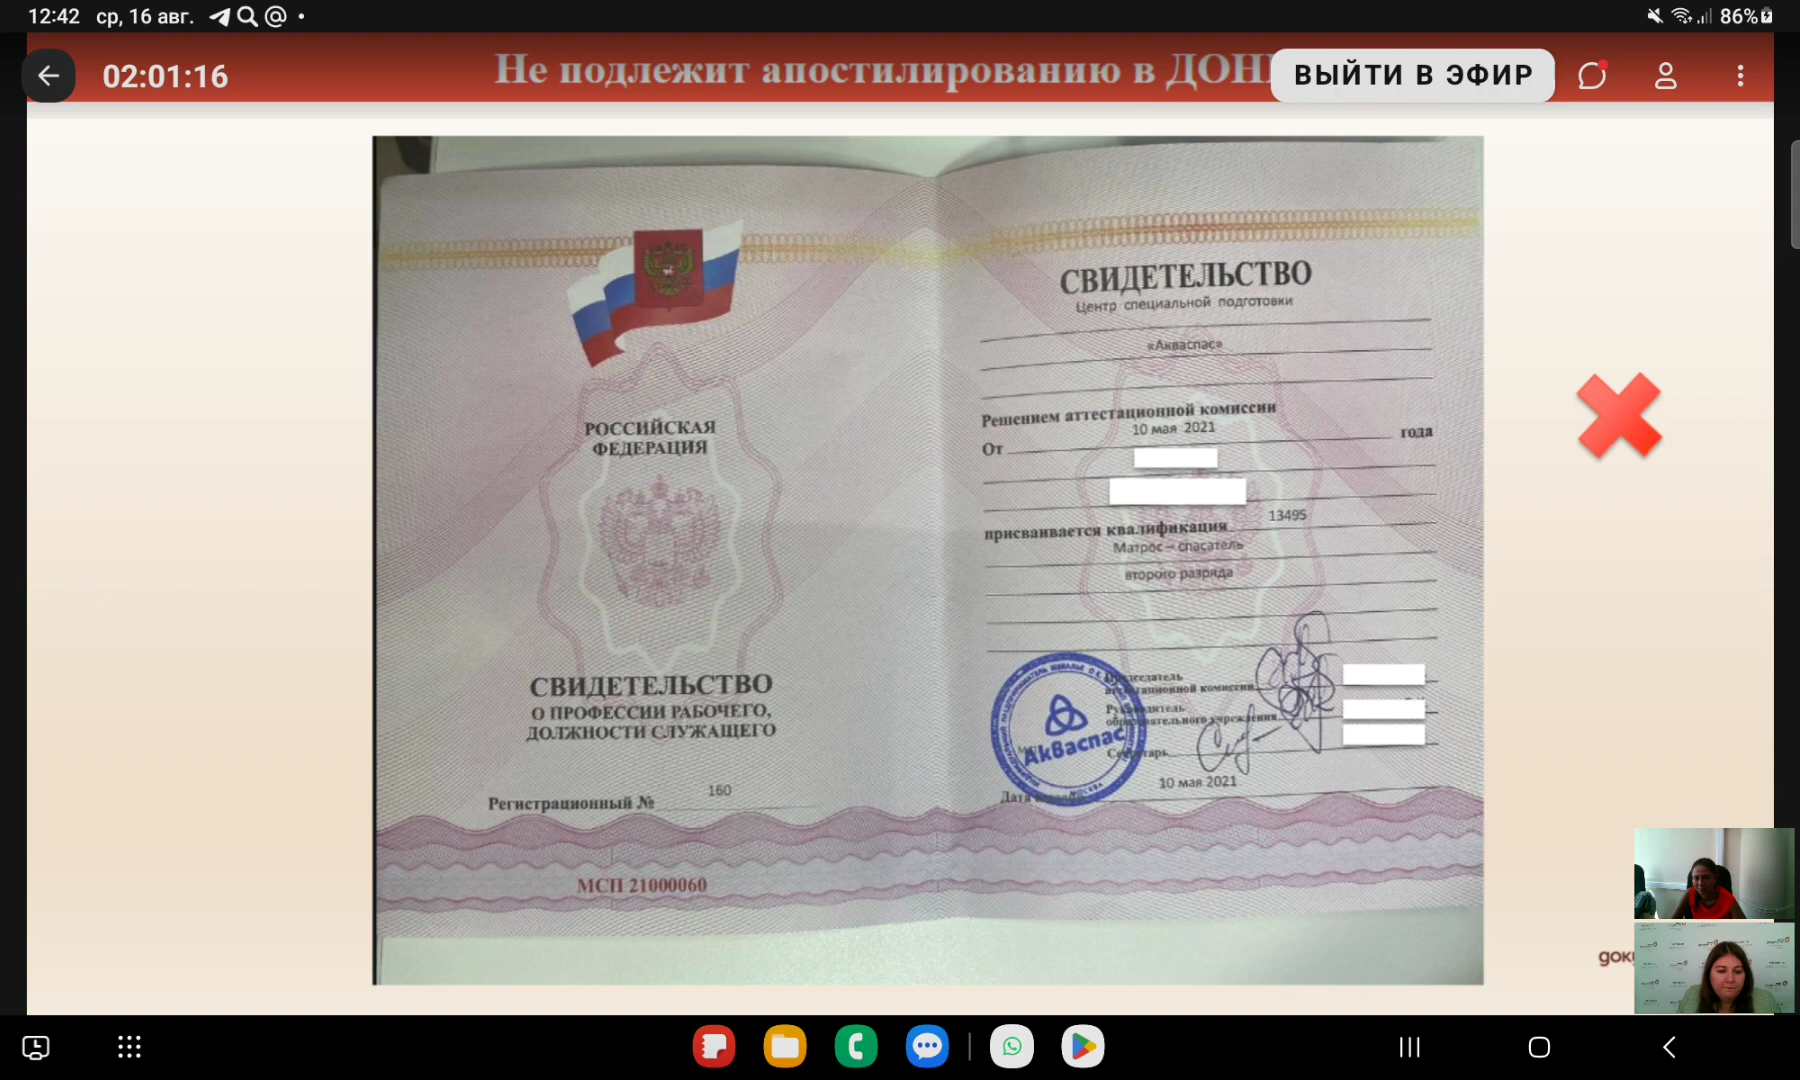 12:42 ср, 16 авг.
86%
02:01:16
Не подлежит апостилированию в
ВЫЙТИ В ЭФИР
РОССИЙСКАЯ
ФЕДЕРАЦИЯ
СВИДЕТЕЛЬСТВО
О ПРОФЕССИИ РАБОЧЕГО,
ДОЛЖНОСТИ СЛУЖАЩЕГО
Регистрационный № 160
МСП 21000060
СВИДЕТЕЛЬСТВО
Центр специальной подготовки
«Акваспас»
Решением аттестационной комиссии
От 10 мая 2021 года
13495
присваивается квалификация
Матрос – спасатель
второго разряда
Председатель
аттестационной комиссии
Руководитель
образовательного учреждения
Секретарь
Акваспас
МОСКВА
10 мая 2021
Дата